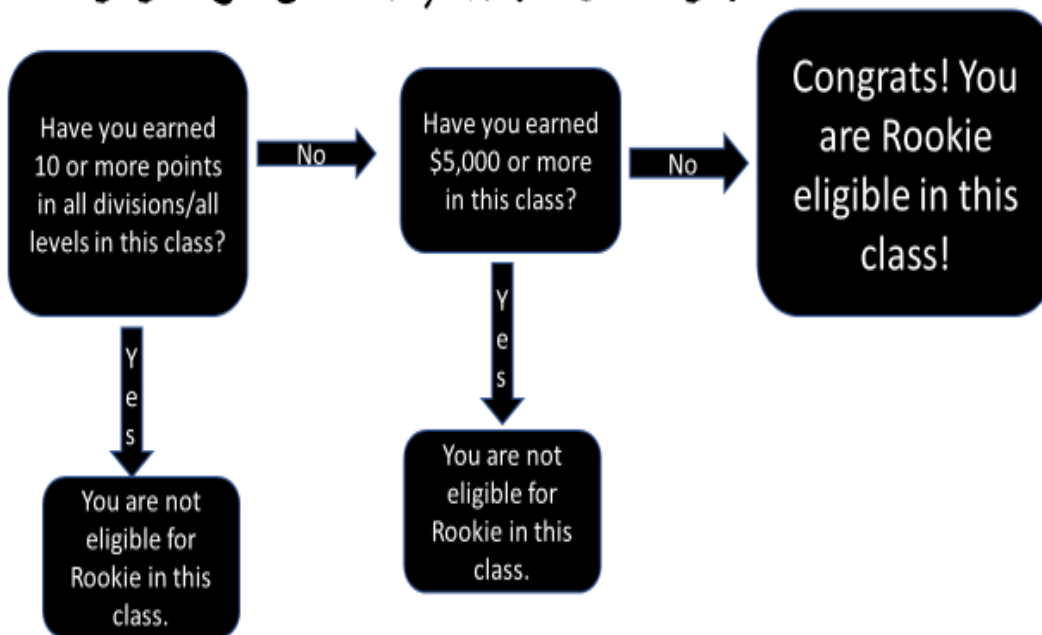 Have you earned
10 or more points
in all divisions/all
levels in this class?
No
Have you earned
$5,000 or more
in this class?
No
Congrats! You
are Rookie
eligible in this
class!
Yes
Yes
You are not
eligible for
Rookie in this
class.
You are not
eligible for
Rookie in this
class.